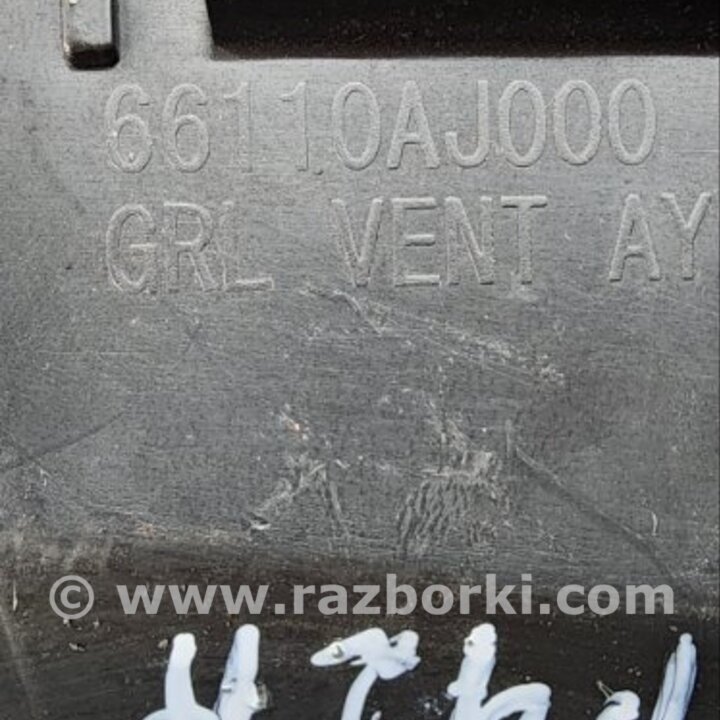 66110AJ000
GRL VENT AY
© www.razborki.com